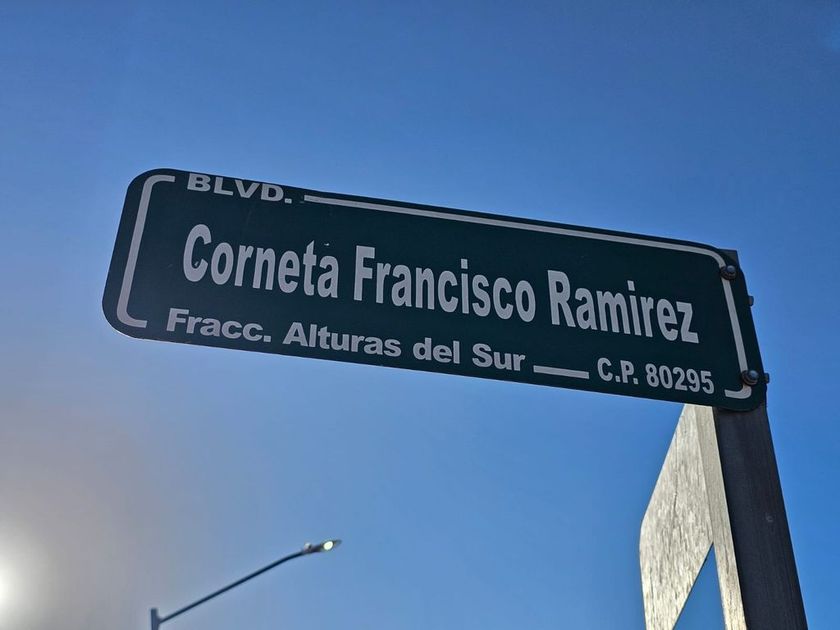 BLVD.
Corneta Francisco Ramirez
Fracc. Alturas del Sur C.P. 80295